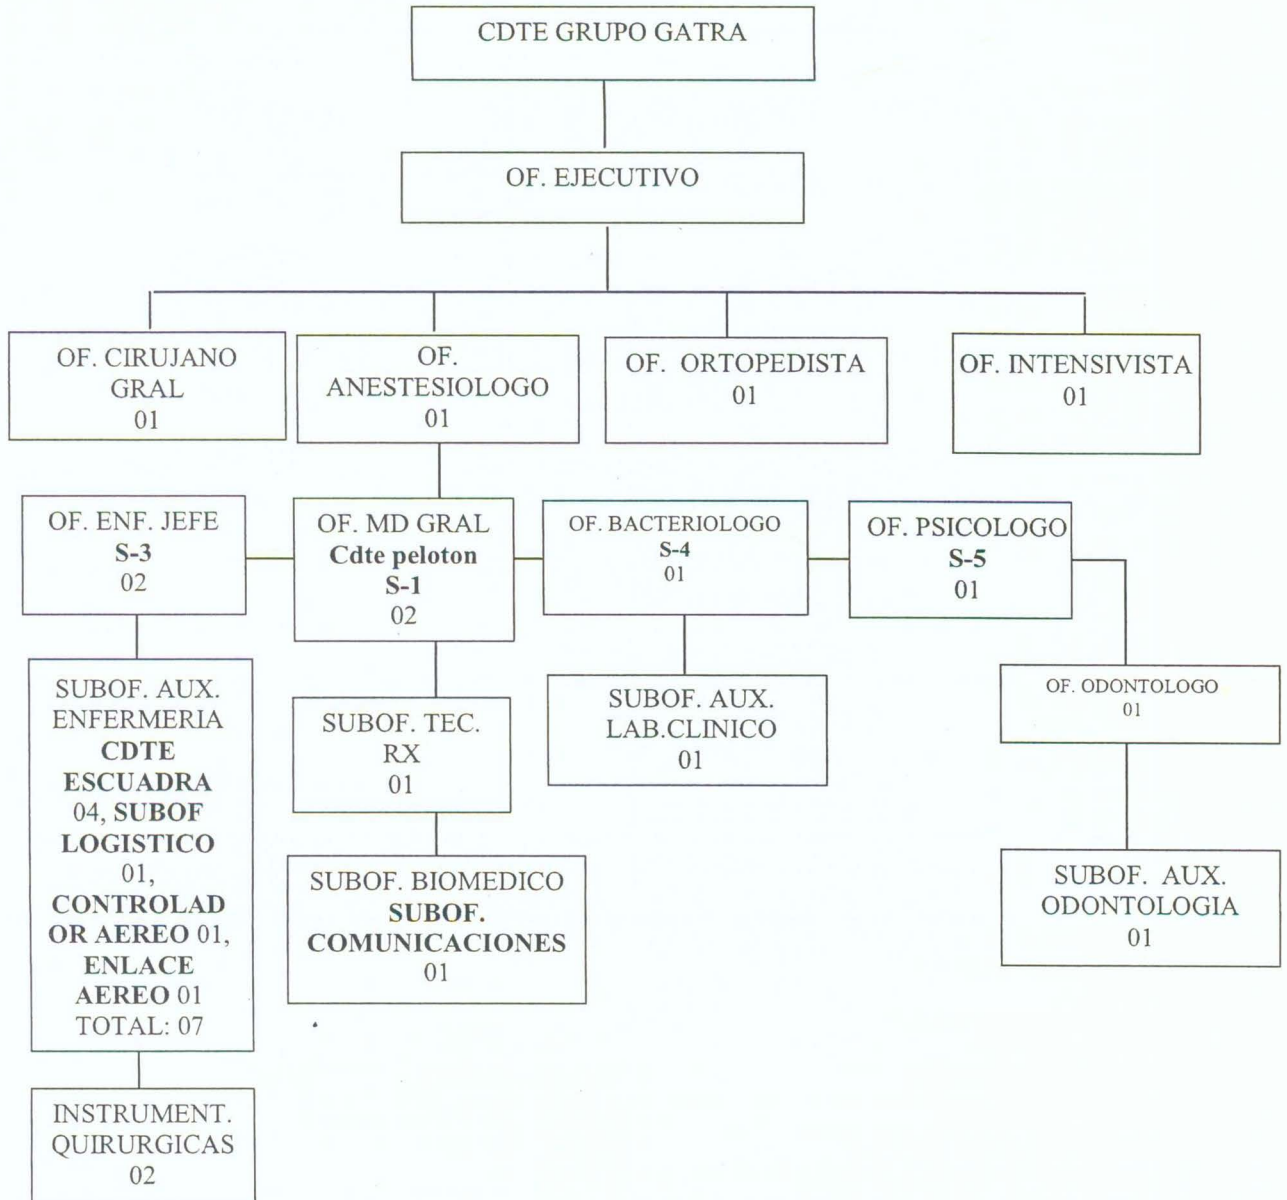 CDTE GRUPO GATRA
OF. EJECUTIVO
OF. CIRUJANO
GRAL
01
OF.
ANESTESIOLOGO
01
OF. ORTOPEDISTA
01
OF. INTENSIVISTA
01
OF. ENF. JEFE
S-3
02
OF. MD GRAL
Cdte peloton
S-1
02
OF. BACTERIOLOGO
S-4
01
OF. PSICOLOGO
S-5
01
SUBOF. AUX.
ENFERMERIA
CDTE
ESCUADRA
04, SUBOF
LOGISTICO
01,
CONTROLAD
OR AEREO 01,
ENLACE
AEREO 01
TOTAL: 07
SUBOF. TEC.
RX
01
SUBOF. AUX.
LAB.CLINICO
01
OF. ODONTOLOGO
01
SUBOF. BIOMEDICO
SUBOF.
COMUNICACIONES
01
SUBOF. AUX.
ODONTOLOGIA
01
INSTRUMENT.
QUIRURGICAS
02